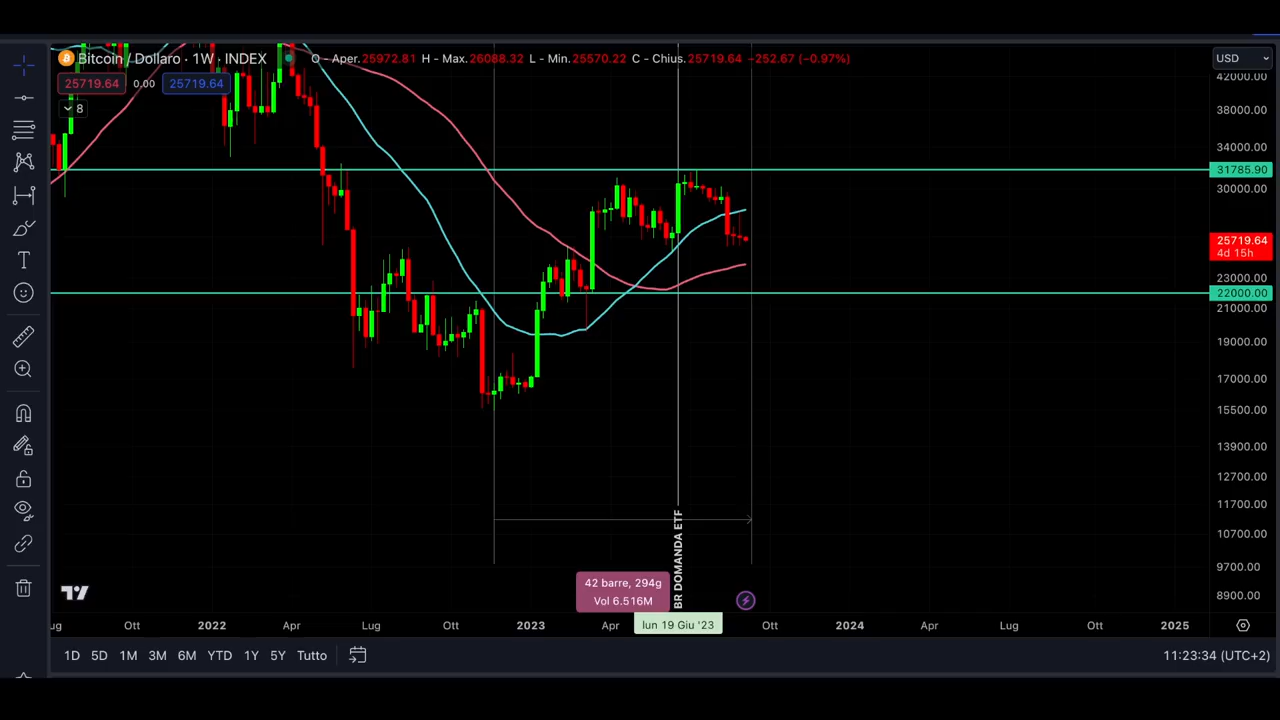 Bitcoin / Dollaro · 1W · INDEX O - Aper.25972.81 H - Max.26088.32 L - Min.25570.22 C - Chius.25719.64 −252.67 (−0.97%)
USD
25719.64 0.00 25719.64
8
42000.00
38000.00
34000.00
31785.90
30000.00
25719.64
4d 15h
23000.00
22000.00
21000.00
19000.00
17000.00
15500.00
13900.00
12700.00
11700.00
10700.00
9700.00
8900.00
BR DOMANDA ETF
42 barre, 294g
Vol 6.516M
ug Ott 2022 Apr Lug Ott 2023 Apr lun 19 Giu '23 Ott 2024 Apr Lug Ott 2025
1D 5D 1M 3M 6M YTD 1Y 5Y Tutto 11:23:34 (UTC+2)